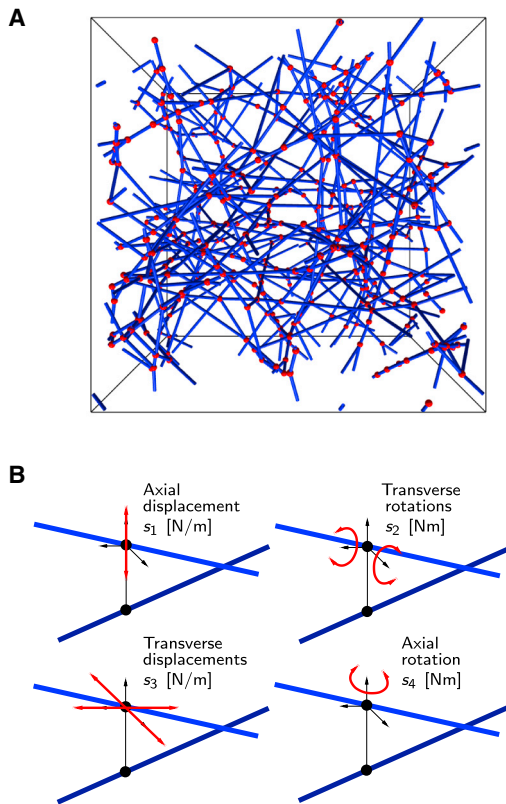 A
B
Axial
displacement
s1 [N/m]
Transverse
rotations
s2 [Nm]
Transverse
displacements
s3 [N/m]
Axial
rotation
s4 [Nm]